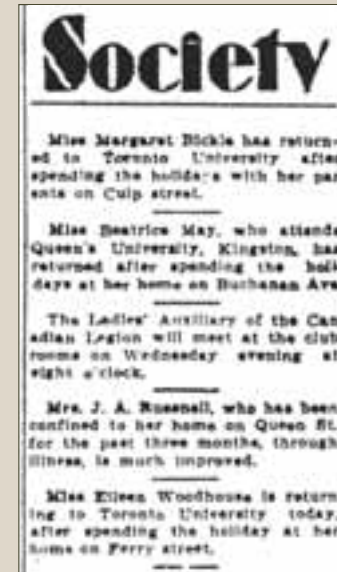 Society
Miss Margaret Bickle has return-
ed to Toronto University after
spending the holidays with her par
ents on Culp street.
Miss Beatrice May, who attends
Queen's University, Kingston, has
returned after spending the holi
days at her home on Buchanan Ave
The Ladies' Auxiliary of the Can
adian Legion will meet at the club
rooms on Wednesday evening at
eight o'clock.
Mrs. J. A. who has been
confined to her home on Queen St.
for the past three months, through
illness, is much improved.
Miss Eileen Woodhouse is return
ing to Toronto University today,
after spending the holiday at her
home on Ferry street.